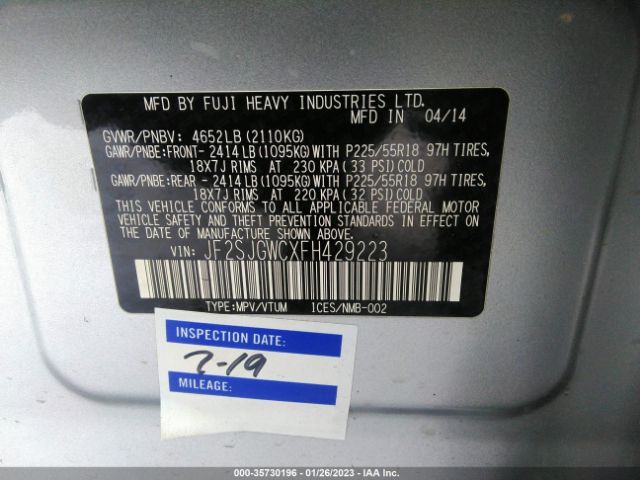 MFD BY FUJI HEAVY INDUSTRIES LTD.
MFD IN 04/14
GVWR/PNBV: 4652LB (2110KG)
GAWR/PNBE:FRONT- 2414 LB (1095KG) WITH P225/55R18 97H TIRES,
18X7J RIMS AT 230 KPA (33 PSI) COLD
GAWR/PNBE:REAR - 2414 LB (1095KG) WITH P225/55R18 97H TIRES,
18X7J RIMS AT 220 KPA (32 PSI) COLD
THIS VEHICLE CONFORMS TO ALL APPLICABLE FEDERAL MOTOR
VEHICLE SAFETY AND THEFT PREVENTION STANDARDS IN EFFECT
ON THE DATE OF MANUFACTURE SHOWN ABOVE.
VIN: JF2SJGWCXFH429223
TYPE:MPV/VTUM 1CES/NMB-002
INSPECTION DATE:
7-19
MILEAGE:
000-35730196 - 01/26/2023 - IAA Inc.